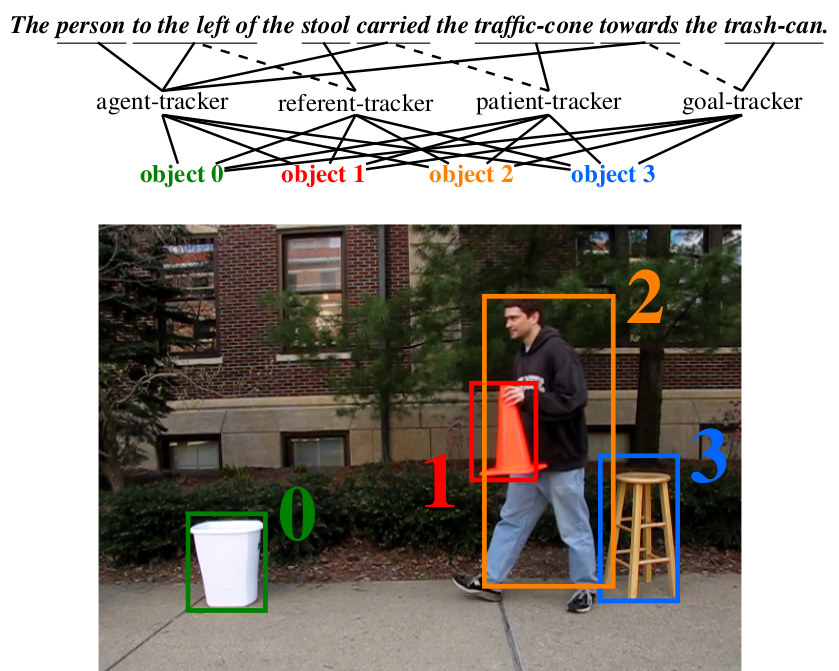 The person to the left of the stool carried the traffic-cone towards the trash-can.
agent-tracker referent-tracker patient-tracker goal-tracker
object 0 object 1 object 2 object 3
2
3
1
0